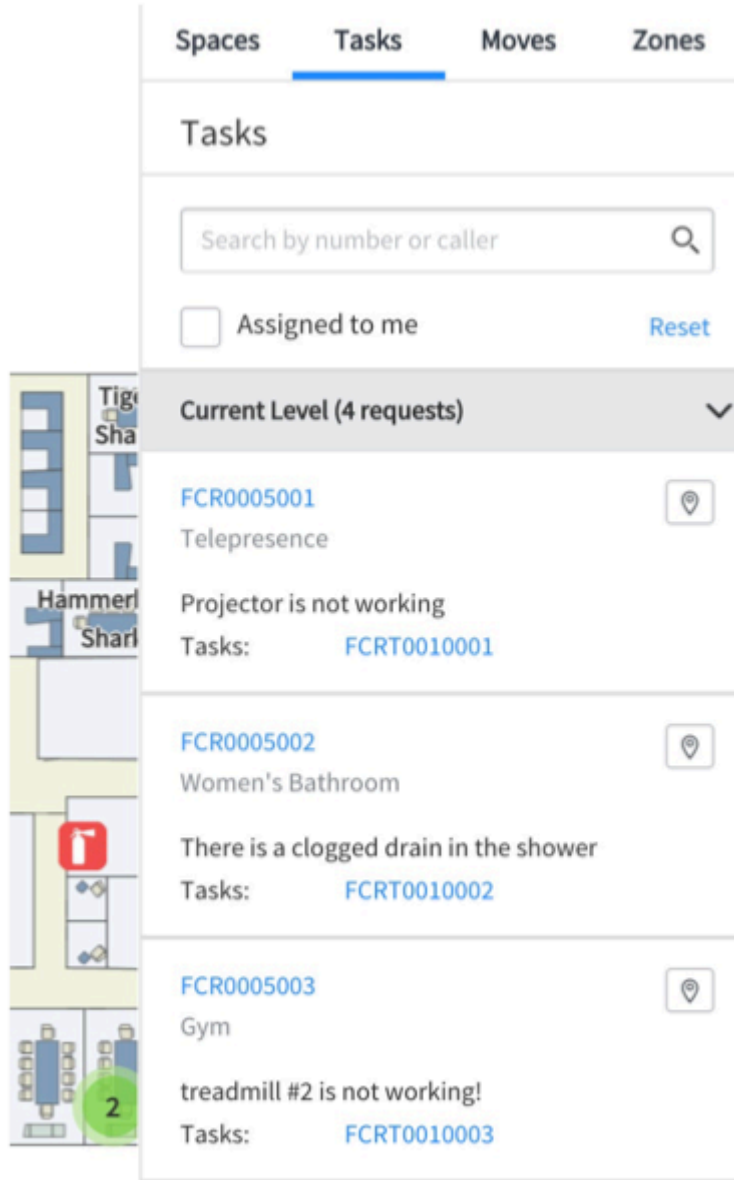 Spaces Tasks Moves Zones
Tasks
Search by number or caller
Assigned to me Reset
Current Level (4 requests)
FCR0005001
Telepresence
Projector is not working
Tasks: FCRT0010001
FCR0005002
Women's Bathroom
There is a clogged drain in the shower
Tasks: FCRT0010002
FCR0005003
Gym
treadmill #2 is not working!
Tasks: FCRT0010003
2